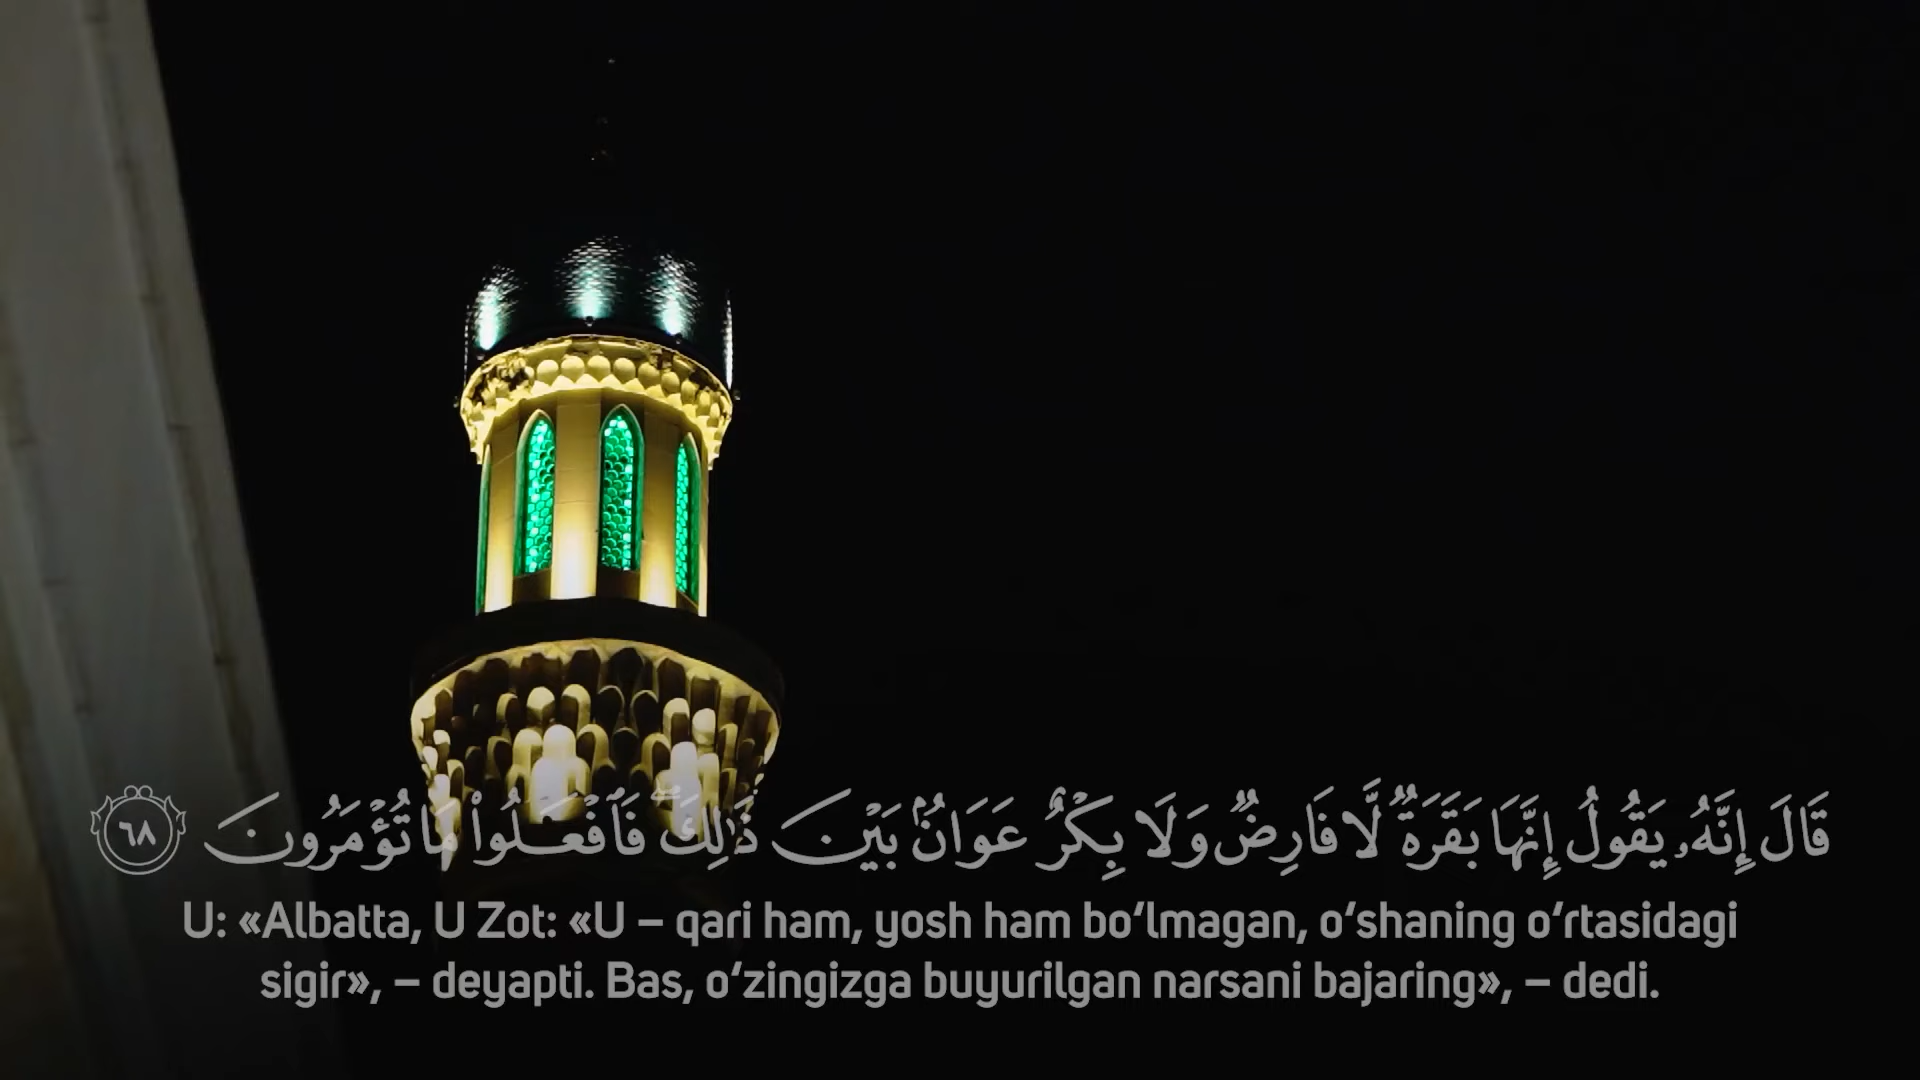 قَالَ إِنَّهُۥ يَقُولُ إِنَّهَا بَقَرَةٌ لَّا فَارِضٌ وَلَا بِكْرٌ عَوَانٌۢ بَيْنَ ذَٰلِكَ ۖ فَٱفْعَلُوا۟ مَا تُؤْمَرُونَ ٦٨
U: «Albatta, U Zot: «U – qari ham, yosh ham bo‘lmagan, o‘shaning o‘rtasidagi
sigir», – deyapti. Bas, o‘zingizga buyurilgan narsani bajaring», – dedi.